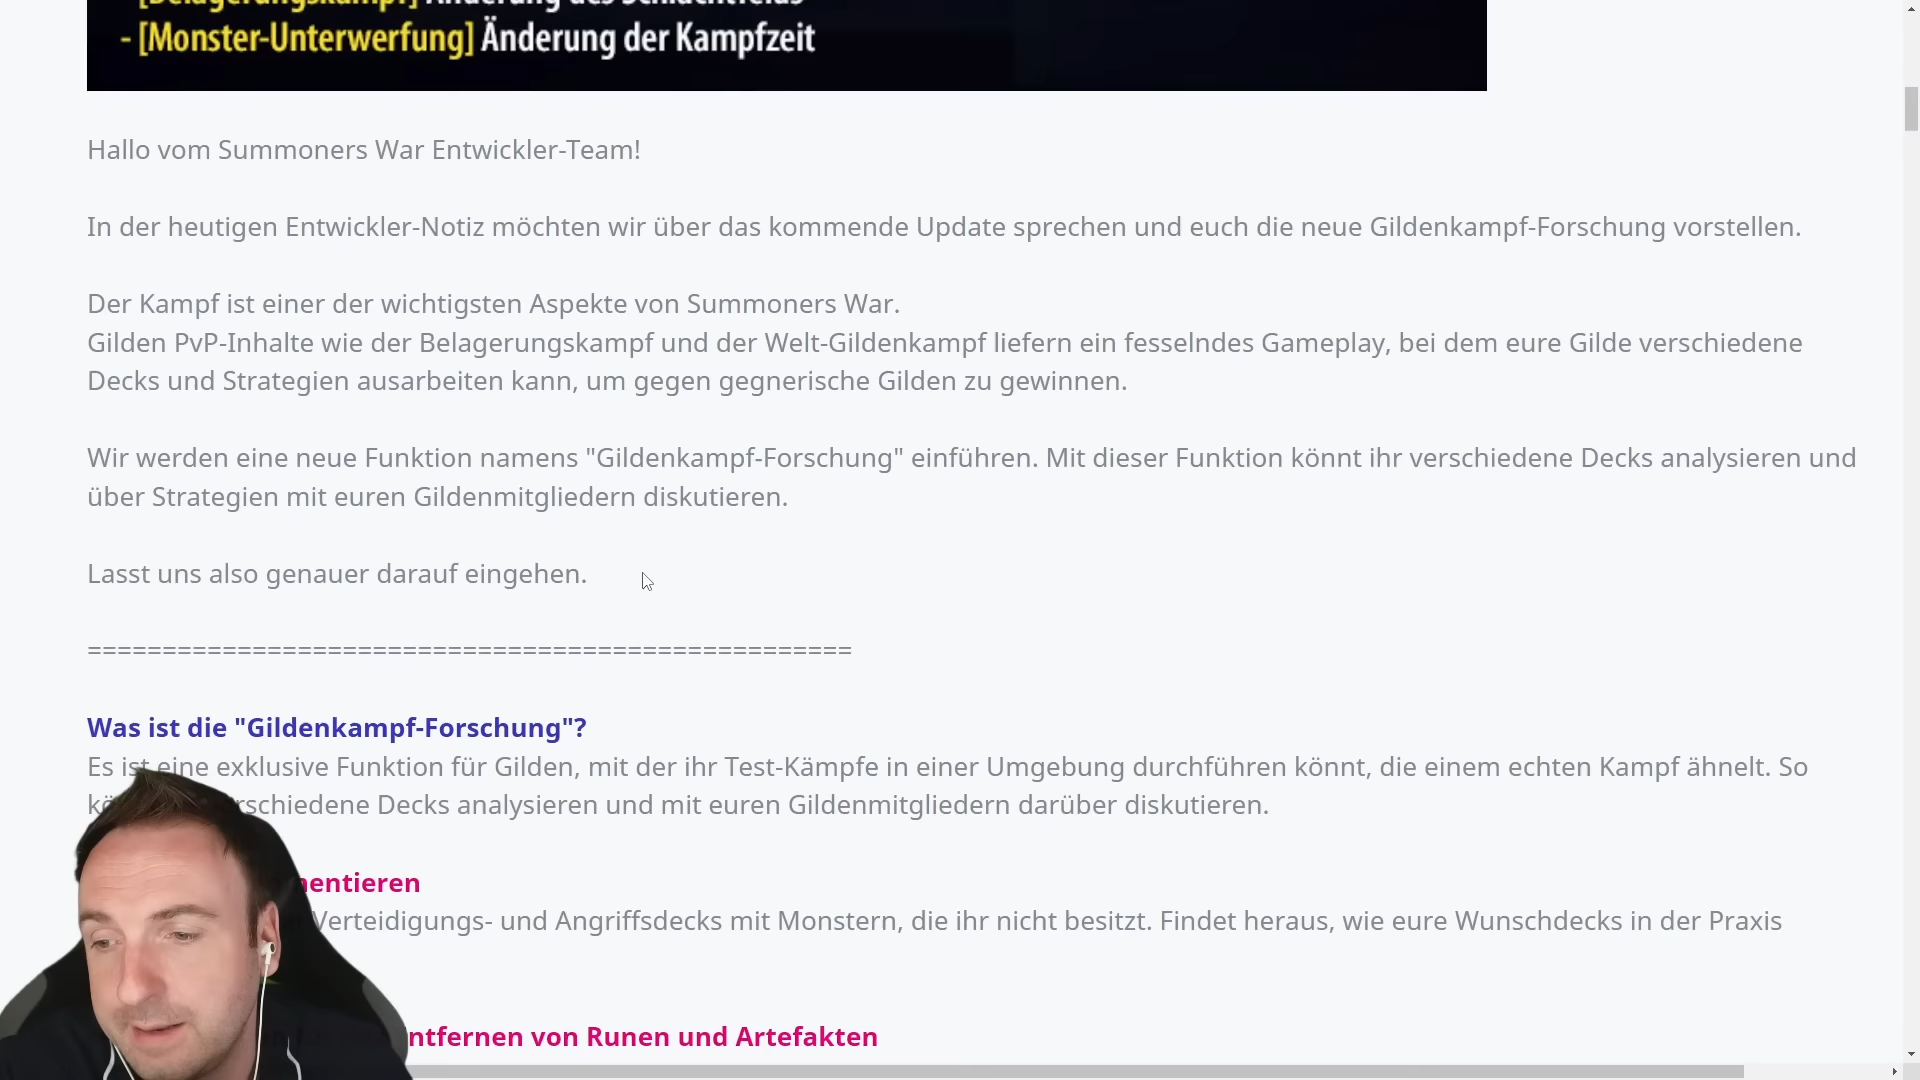 - [Belagerungskampf] Änderung des Schlachtfelds
- [Monster-Unterwerfung] Änderung der Kampfzeit
Hallo vom Summoners War Entwickler-Team!
In der heutigen Entwickler-Notiz möchten wir über das kommende Update sprechen und euch die neue Gildenkampf-Forschung vorstellen.
Der Kampf ist einer der wichtigsten Aspekte von Summoners War.
Gilden PvP-Inhalte wie der Belagerungskampf und der Welt-Gildenkampf liefern ein fesselndes Gameplay, bei dem eure Gilde verschiedene
Decks und Strategien ausarbeiten kann, um gegen gegnerische Gilden zu gewinnen.
Wir werden eine neue Funktion namens "Gildenkampf-Forschung" einführen. Mit dieser Funktion könnt ihr verschiedene Decks analysieren und
über Strategien mit euren Gildenmitgliedern diskutieren.
Lasst uns also genauer darauf eingehen.
===================================================
Was ist die "Gildenkampf-Forschung"?
Es ist eine exklusive Funktion für Gilden, mit der ihr Test-Kämpfe in einer Umgebung durchführen könnt, die einem echten Kampf ähnelt. So
rschiedene Decks analysieren und mit euren Gildenmitgliedern darüber diskutieren.
entieren
Verteidigungs- und Angriffsdecks mit Monstern, die ihr nicht besitzt. Findet heraus, wie eure Wunschdecks in der Praxis
ntfernen von Runen und Artefakten